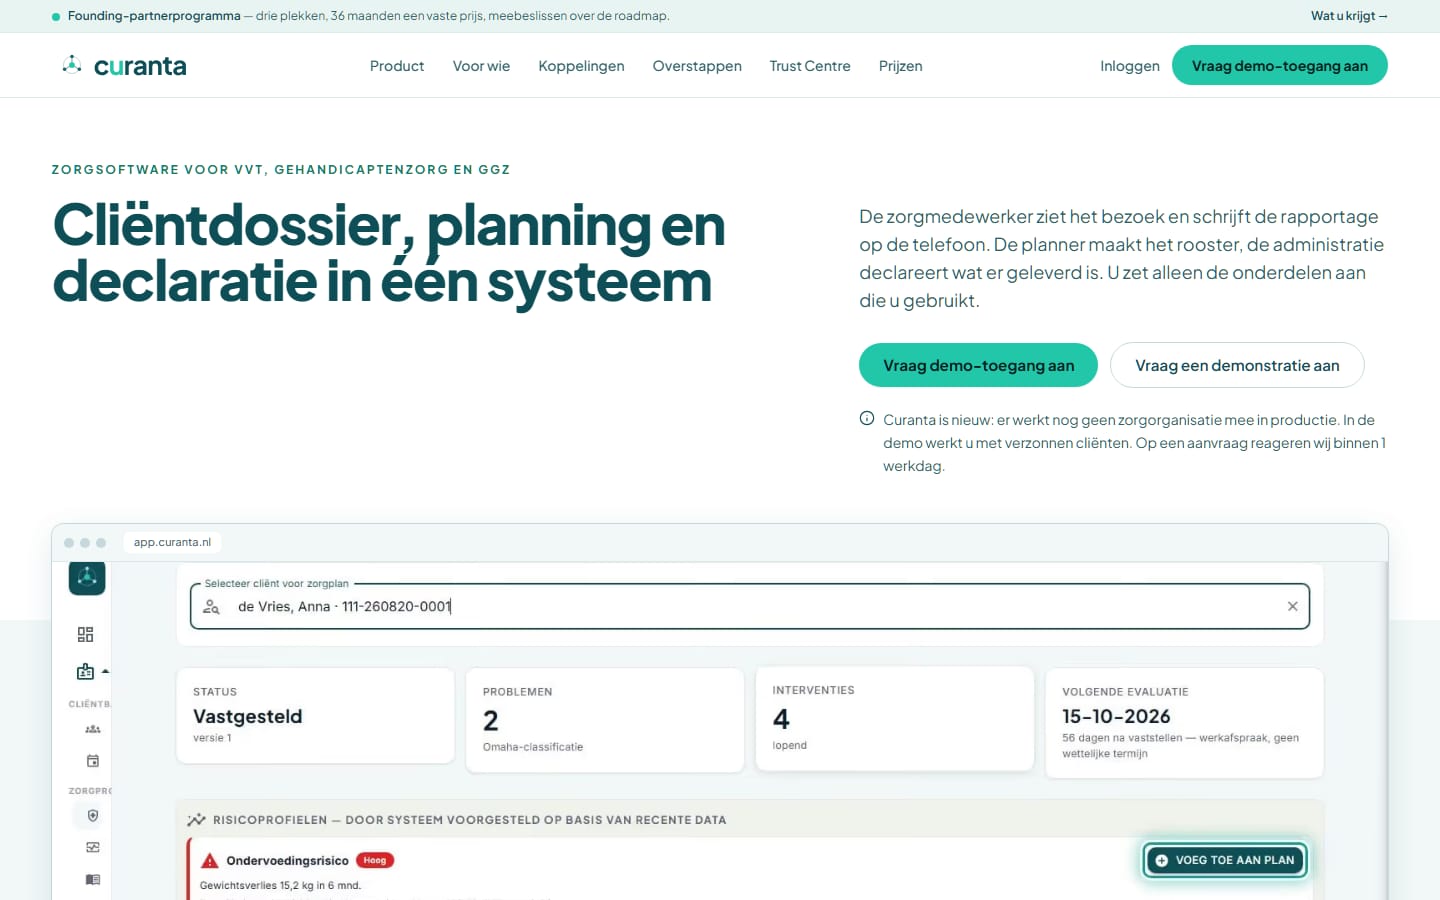 Founding-partnerprogramma — drie plekken, 36 maanden een vaste prijs, meebeslissen over de roadmap.
Wat u krijgt →
curanta
Product
Voor wie
Koppelingen
Overstappen
Trust Centre
Prijzen
Inloggen
Vraag demo-toegang aan
ZORGSOFTWARE VOOR VVT, GEHANDICAPTENZORG EN GGZ
Cliëntdossier, planning en
declaratie in één systeem
De zorgmedewerker ziet het bezoek en schrijft de rapportage
op de telefoon. De planner maakt het rooster, de administratie
declareert wat er geleverd is. U zet alleen de onderdelen aan
die u gebruikt.
Vraag demo-toegang aan
Vraag een demonstratie aan
Curanta is nieuw: er werkt nog geen zorgorganisatie mee in productie. In de
demo werkt u met verzonnen cliënten. Op een aanvraag reageren wij binnen 1
werkdag.
app.curanta.nl
Selecteer cliënt voor zorgplan
de Vries, Anna · 111-260820-0001
STATUS
Vastgesteld
versie 1
PROBLEMEN
2
Omaha-classificatie
INTERVENTIES
4
lopend
VOLGENDE EVALUATIE
15-10-2026
56 dagen na vaststellen — werkafspraak, geen
wettelijke termijn
CLIËNTB
ZORGPRO
RISICOPROFIELEN — DOOR SYSTEEM VOORGESTELD OP BASIS VAN RECENTE DATA
Ondervoedingsrisico
Hoog
VOEG TOE AAN PLAN
Gewichtsverlies 15,2 kg in 6 mnd.